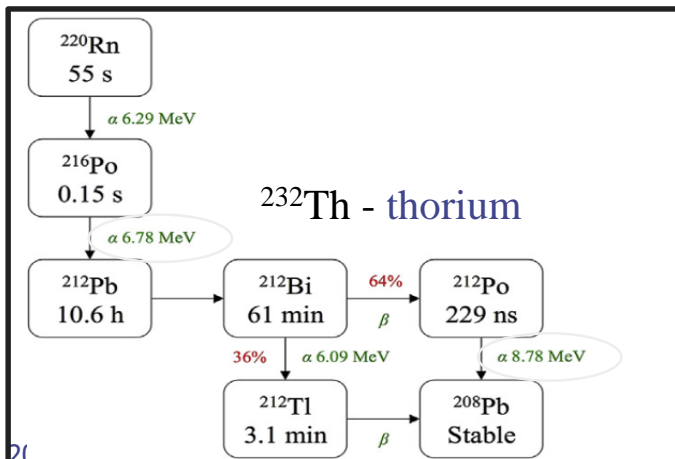 ²²⁰Rn
55 s
α 6.29 MeV
²¹⁶Po
0.15 s
²³²Th - thorium
α 6.78 MeV
²¹²Pb
10.6 h
²¹²Bi
61 min
64%
β
²¹²Po
229 ns
36%
α 6.09 MeV
α 8.78 MeV
²¹²Tl
3.1 min
β
²⁰⁸Pb
Stable